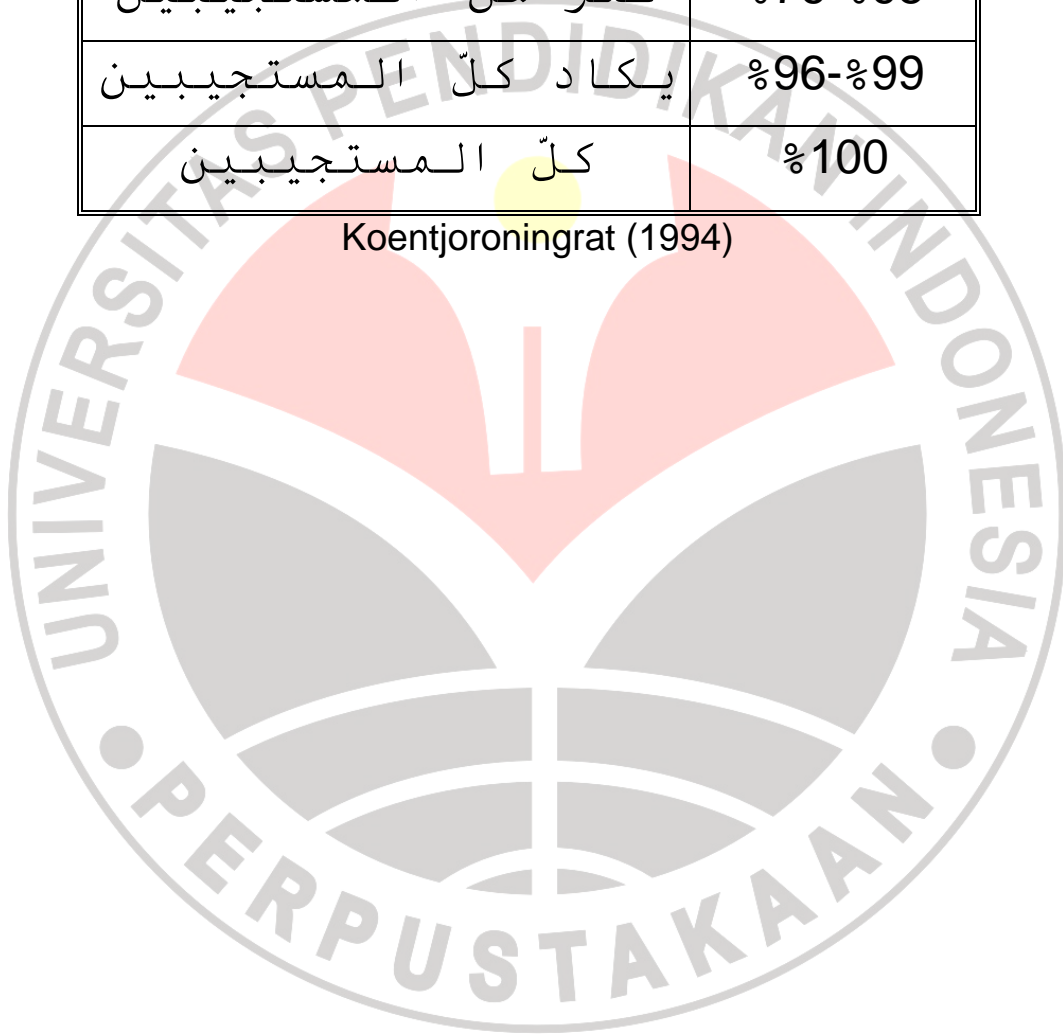 يكاد كلّ المستجيبين %96-%99
كلّ المستجيبين %100
Koentjoroningrat (1994)
UNIVERSITAS PENDIDIKAN INDONESIA
PERPUSTAKAAN